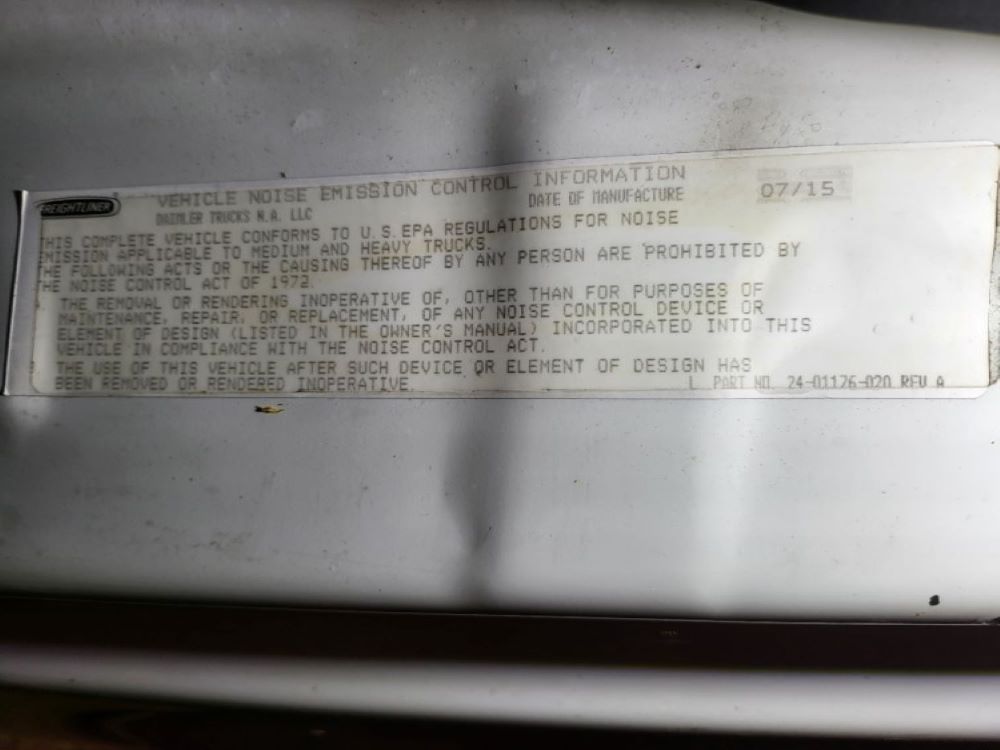 FREIGHTLINER
VEHICLE NOISE EMISSION CONTROL INFORMATION
DAIMLER TRUCKS N.A. LLC
DATE OF MANUFACTURE 07/15
THIS COMPLETE VEHICLE CONFORMS TO U.S.EPA REGULATIONS FOR NOISE
EMISSION APPLICABLE TO MEDIUM AND HEAVY TRUCKS.
THE FOLLOWING ACTS OR THE CAUSING THEREOF BY ANY PERSON ARE PROHIBITED BY
THE NOISE CONTROL ACT OF 1972.
THE REMOVAL OR RENDERING INOPERATIVE OF, OTHER THAN FOR PURPOSES OF
MAINTENANCE, REPAIR, OR REPLACEMENT, OF ANY NOISE CONTROL DEVICE OR
ELEMENT OF DESIGN (LISTED IN THE OWNER'S MANUAL) INCORPORATED INTO THIS
VEHICLE IN COMPLIANCE WITH THE NOISE CONTROL ACT.
THE USE OF THIS VEHICLE AFTER SUCH DEVICE OR ELEMENT OF DESIGN HAS
BEEN REMOVED OR RENDERED INOPERATIVE.
PART NO. 24-01176-020 REV A